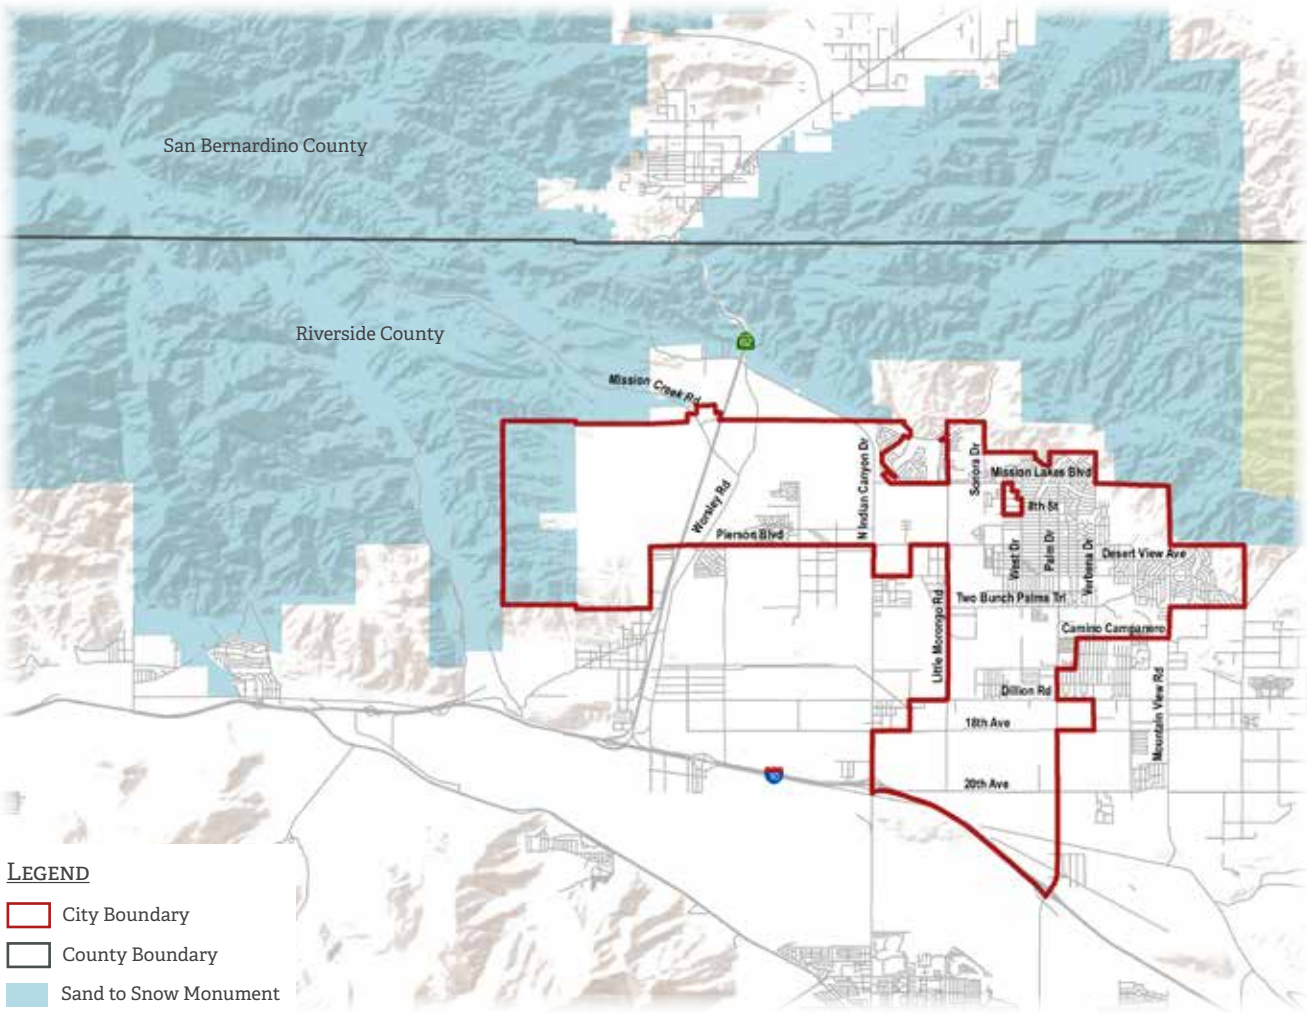 San Bernardino County
Riverside County
62
Mission Creek Rd
Worsley Rd
N Indian Canyon Dr
Sonora Dr
Mission Lakes Blvd
8th St
Pierson Blvd
West Dr
Palm Dr
Verbena Dr
Desert View Ave
Two Bunch Palms Trl
Little Morongo Rd
Camino Campanero
Mountain View Rd
Dillion Rd
18th Ave
20th Ave
10
LEGEND
City Boundary
County Boundary
Sand to Snow Monument